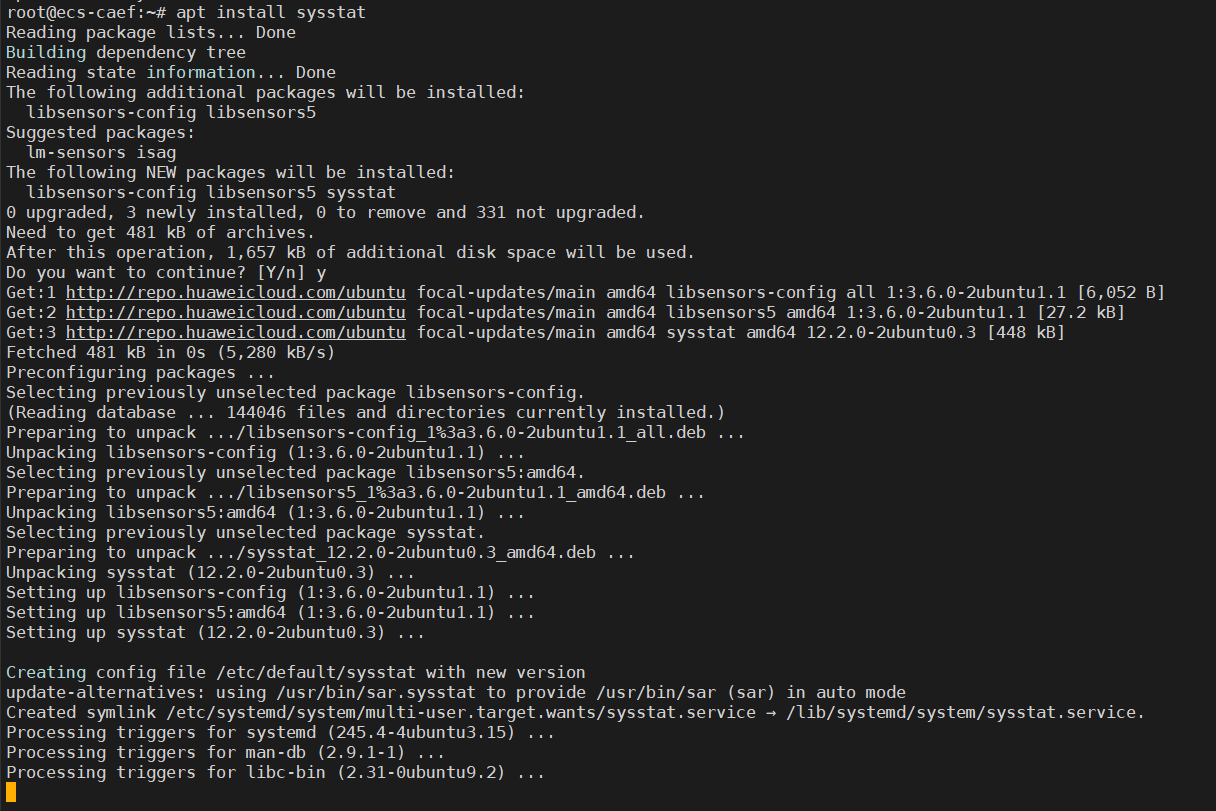 root@ecs-caef:~# apt install sysstat
Reading package lists... Done
Building dependency tree
Reading state information... Done
The following additional packages will be installed:
  libsensors-config libsensors5
Suggested packages:
  lm-sensors isag
The following NEW packages will be installed:
  libsensors-config libsensors5 sysstat
0 upgraded, 3 newly installed, 0 to remove and 331 not upgraded.
Need to get 481 kB of archives.
After this operation, 1,657 kB of additional disk space will be used.
Do you want to continue? [Y/n] y
Get:1 http://repo.huaweicloud.com/ubuntu focal-updates/main amd64 libsensors-config all 1:3.6.0-2ubuntu1.1 [6,052 B]
Get:2 http://repo.huaweicloud.com/ubuntu focal-updates/main amd64 libsensors5 amd64 1:3.6.0-2ubuntu1.1 [27.2 kB]
Get:3 http://repo.huaweicloud.com/ubuntu focal-updates/main amd64 sysstat amd64 12.2.0-2ubuntu0.3 [448 kB]
Fetched 481 kB in 0s (5,280 kB/s)
Preconfiguring packages ...
Selecting previously unselected package libsensors-config.
(Reading database ... 144046 files and directories currently installed.)
Preparing to unpack .../libsensors-config_1%3a3.6.0-2ubuntu1.1_all.deb ...
Unpacking libsensors-config (1:3.6.0-2ubuntu1.1) ...
Selecting previously unselected package libsensors5:amd64.
Preparing to unpack .../libsensors5_1%3a3.6.0-2ubuntu1.1_amd64.deb ...
Unpacking libsensors5:amd64 (1:3.6.0-2ubuntu1.1) ...
Selecting previously unselected package sysstat.
Preparing to unpack .../sysstat_12.2.0-2ubuntu0.3_amd64.deb ...
Unpacking sysstat (12.2.0-2ubuntu0.3) ...
Setting up libsensors-config (1:3.6.0-2ubuntu1.1) ...
Setting up libsensors5:amd64 (1:3.6.0-2ubuntu1.1) ...
Setting up sysstat (12.2.0-2ubuntu0.3) ...

Creating config file /etc/default/sysstat with new version
update-alternatives: using /usr/bin/sar.sysstat to provide /usr/bin/sar (sar) in auto mode
Created symlink /etc/systemd/system/multi-user.target.wants/sysstat.service → /lib/systemd/system/sysstat.service.
Processing triggers for systemd (245.4-4ubuntu3.15) ...
Processing triggers for man-db (2.9.1-1) ...
Processing triggers for libc-bin (2.31-0ubuntu9.2) ...